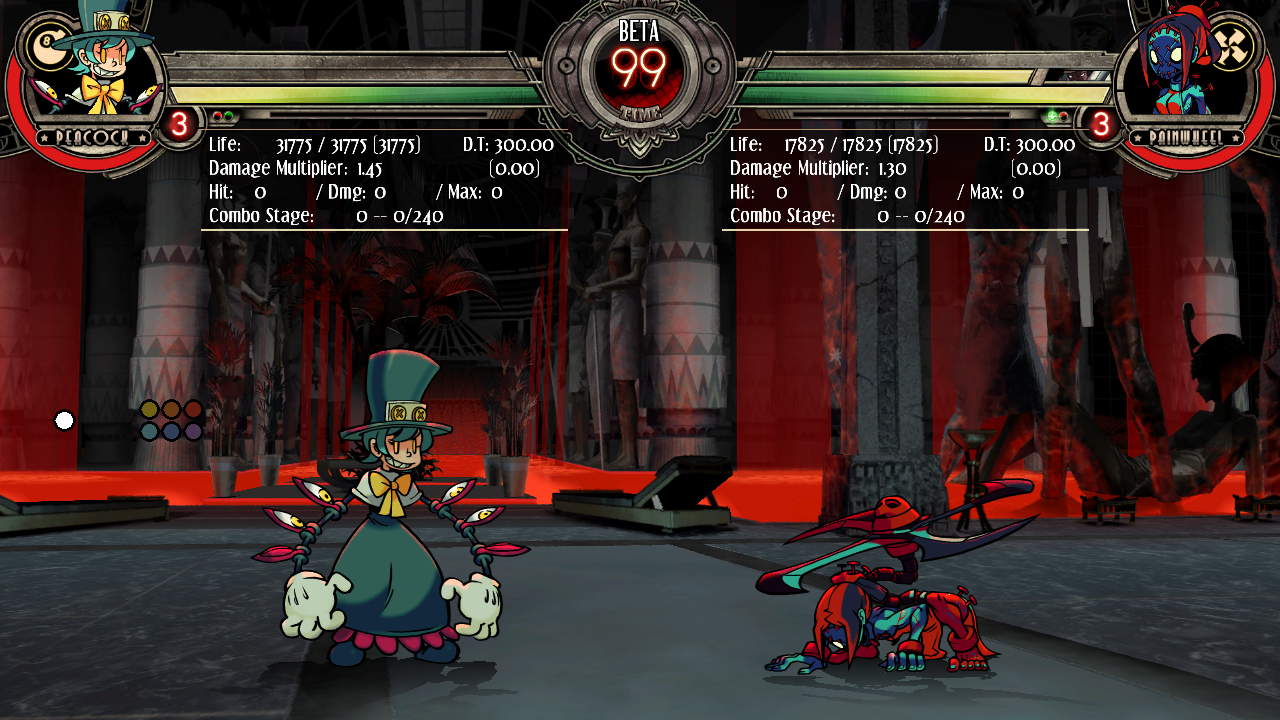 BETA
99
TIME
8
PEACOCK
3
3
PAINWHEEL
Life: 31775 / 31775 (31775) D.T: 300.00
Damage Multiplier: 1.45 (0.00)
Hit: 0 / Dmg: 0 / Max: 0
Combo Stage: 0 -- 0/240
Life: 17825 / 17825 (17825) D.T: 300.00
Damage Multiplier: 1.30 (0.00)
Hit: 0 / Dmg: 0 / Max: 0
Combo Stage: 0 -- 0/240